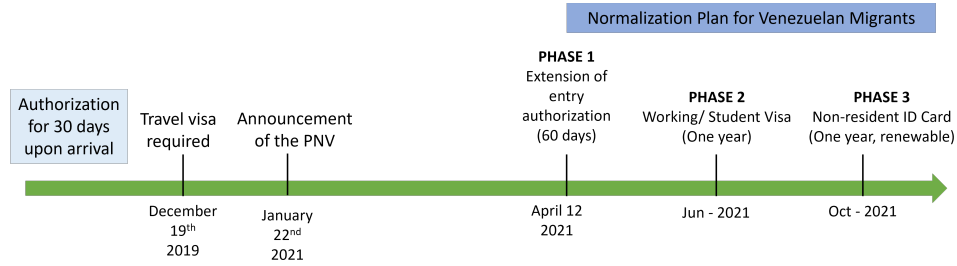 Normalization Plan for Venezuelan Migrants
Authorization
for 30 days
upon arrival
Travel visa
required
Announcement
of the PNV
PHASE 1
Extension of
entry
authorization
(60 days)
PHASE 2
Working/ Student Visa
(One year)
PHASE 3
Non-resident ID Card
(One year, renewable)
December
19th
2019
January
22nd
2021
April 12
2021
Jun - 2021
Oct - 2021